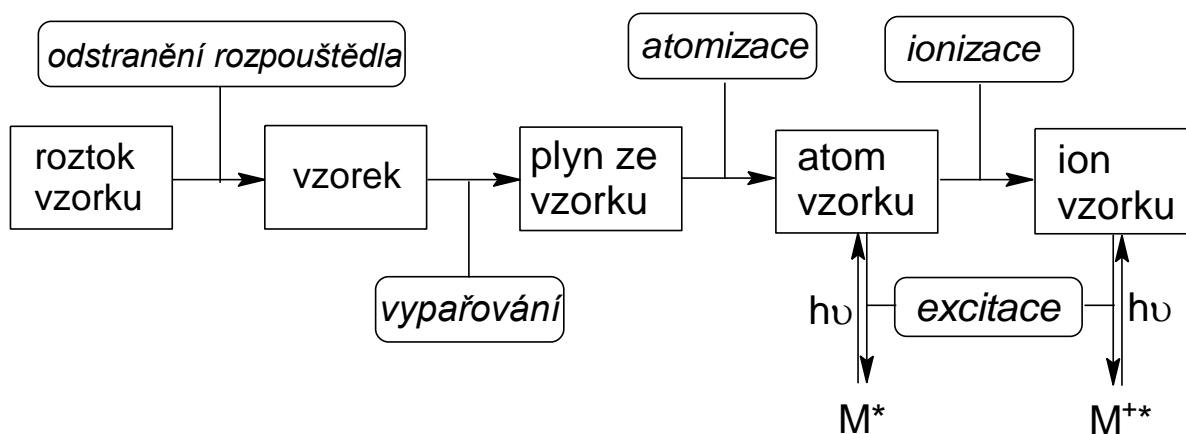 odstranění rozpouštědla
atomizace
ionizace
roztok
vzorku
vzorek
plyn ze
vzorku
atom
vzorku
ion
vzorku
vypařování
hυ
excitace
hυ
M*
M⁺*